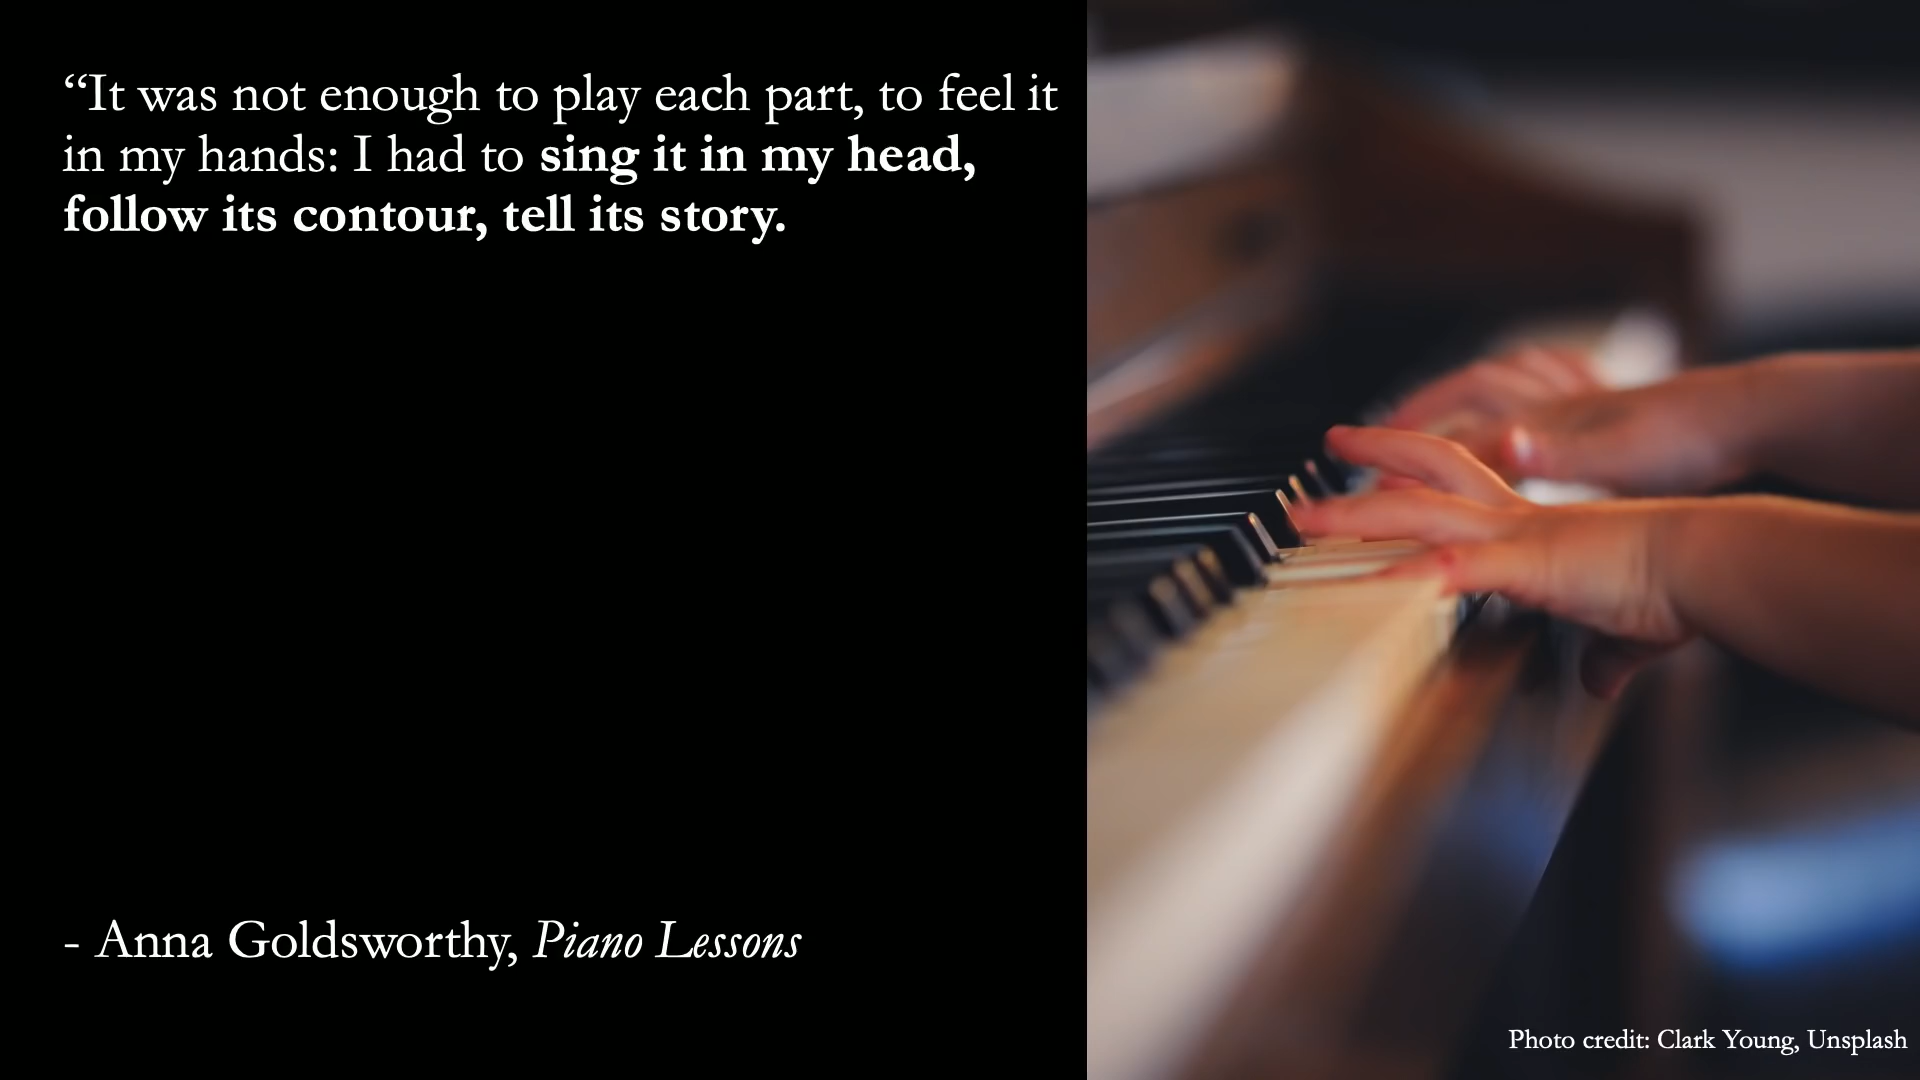 “It was not enough to play each part, to feel it
in my hands: I had to sing it in my head,
follow its contour, tell its story.
- Anna Goldsworthy, Piano Lessons
Photo credit: Clark Young, Unsplash